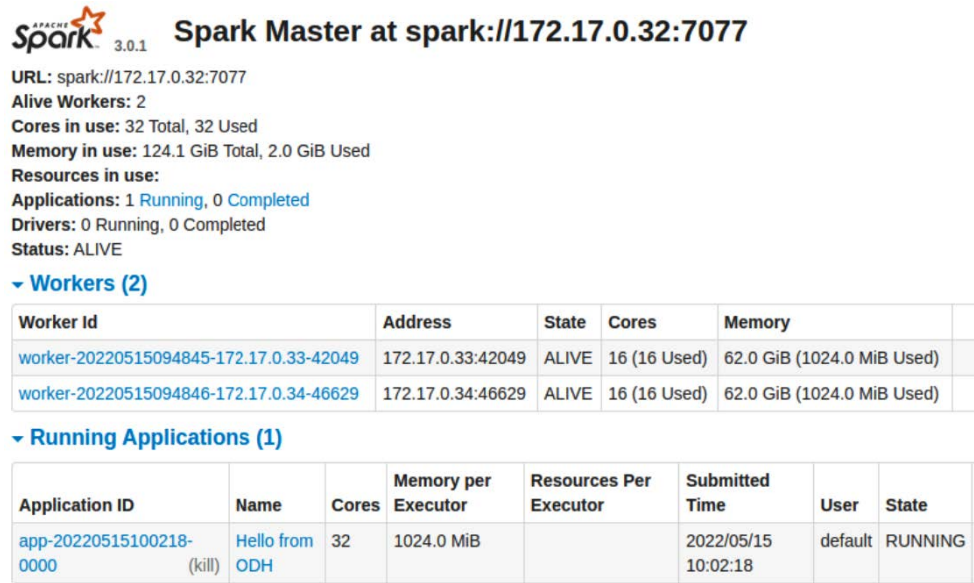 APACHE
Spark 3.0.1 Spark Master at spark://172.17.0.32:7077
URL: spark://172.17.0.32:7077
Alive Workers: 2
Cores in use: 32 Total, 32 Used
Memory in use: 124.1 GiB Total, 2.0 GiB Used
Resources in use:
Applications: 1 Running, 0 Completed
Drivers: 0 Running, 0 Completed
Status: ALIVE
Workers (2)
Worker Id Address State Cores Memory
worker-20220515094845-172.17.0.33-42049 172.17.0.33:42049 ALIVE 16 (16 Used) 62.0 GiB (1024.0 MiB Used)
worker-20220515094846-172.17.0.34-46629 172.17.0.34:46629 ALIVE 16 (16 Used) 62.0 GiB (1024.0 MiB Used)
Running Applications (1)
Memory per Resources Per Submitted
Application ID Name Cores Executor Executor Time User State
app-20220515100218- Hello from 32 1024.0 MiB 2022/05/15 default RUNNING
0000 (kill) ODH 10:02:18